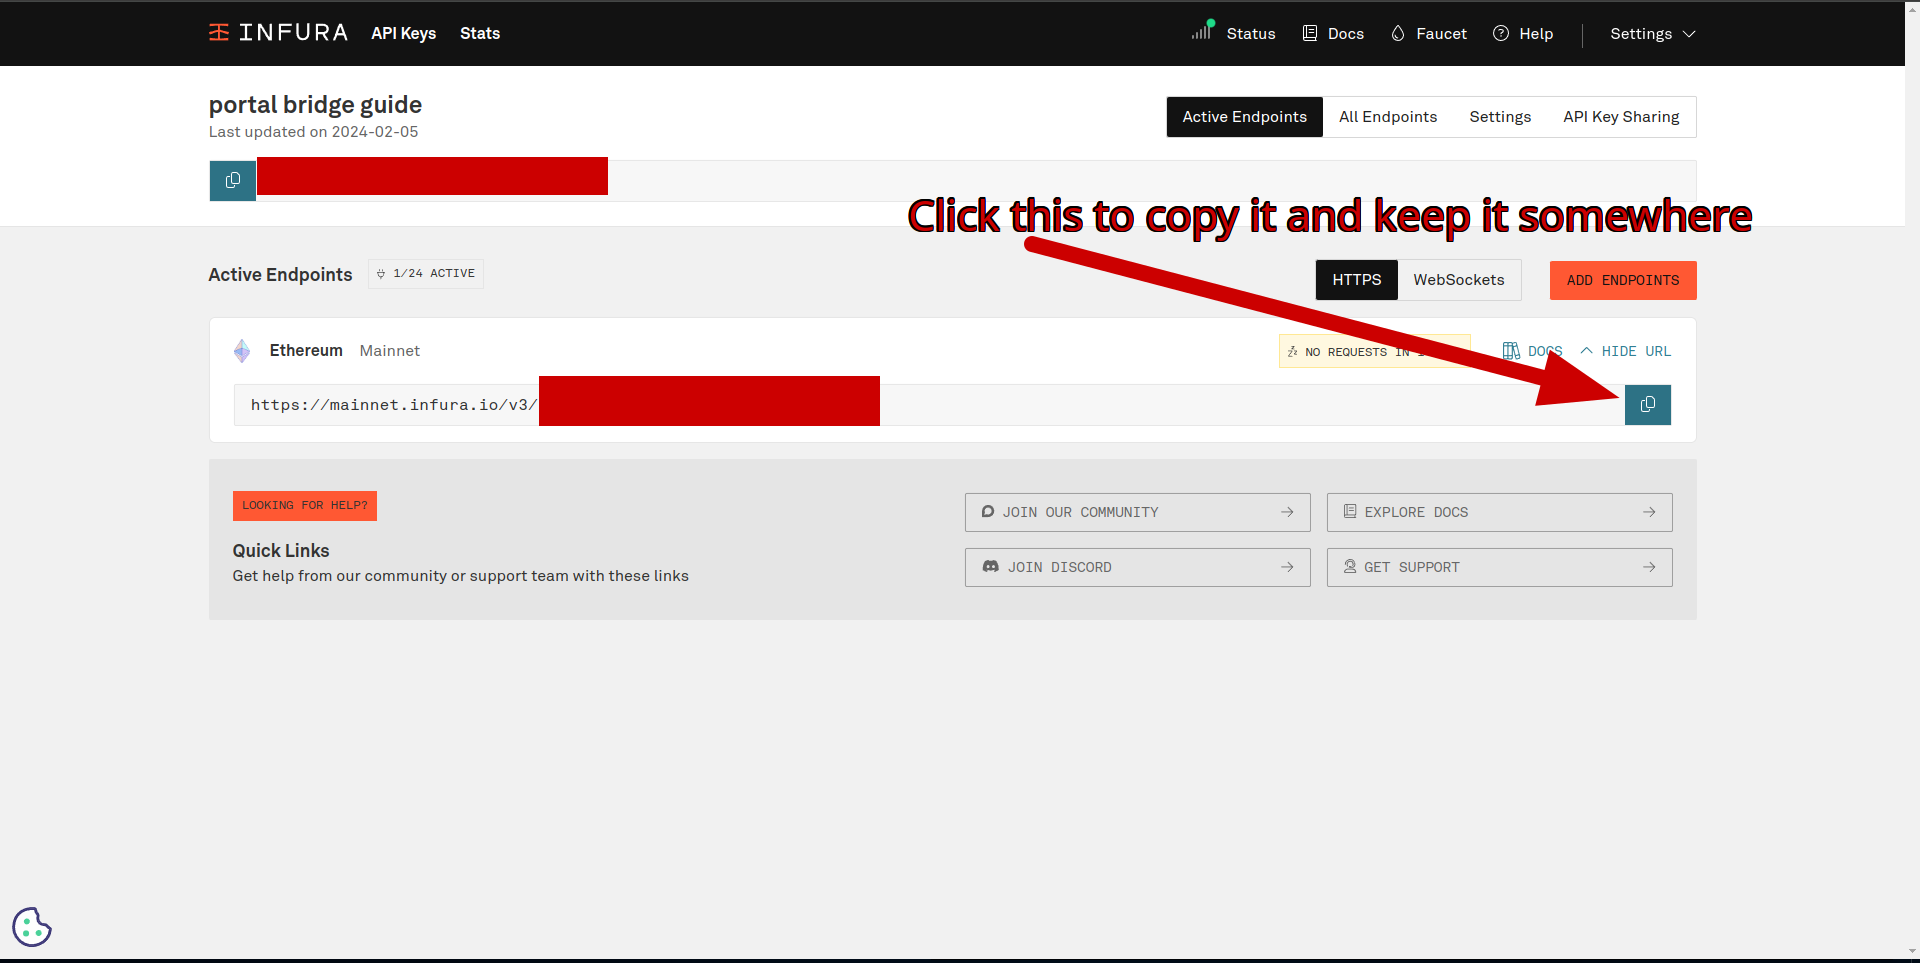 INFURA API Keys Stats Status Docs Faucet Help Settings
portal bridge guide
Last updated on 2024-02-05
Active Endpoints All Endpoints Settings API Key Sharing
Click this to copy it and keep it somewhere
Active Endpoints 1/24 ACTIVE HTTPS WebSockets ADD ENDPOINTS
Ethereum Mainnet NO REQUESTS IN DOCS HIDE URL
https://mainnet.infura.io/v3/
LOOKING FOR HELP?
Quick Links
Get help from our community or support team with these links
JOIN OUR COMMUNITY EXPLORE DOCS
JOIN DISCORD GET SUPPORT